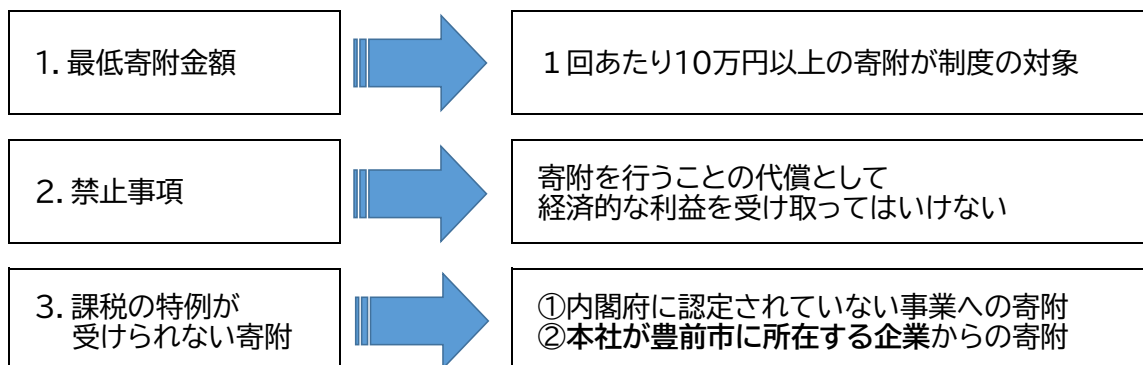 1. 最低寄附金額
１回あたり10万円以上の寄附が制度の対象
2. 禁止事項
寄附を行うことの代償として
経済的な利益を受け取ってはいけない
3. 課税の特例が
受けられない寄附
①内閣府に認定されていない事業への寄附
②本社が豊前市に所在する企業からの寄附